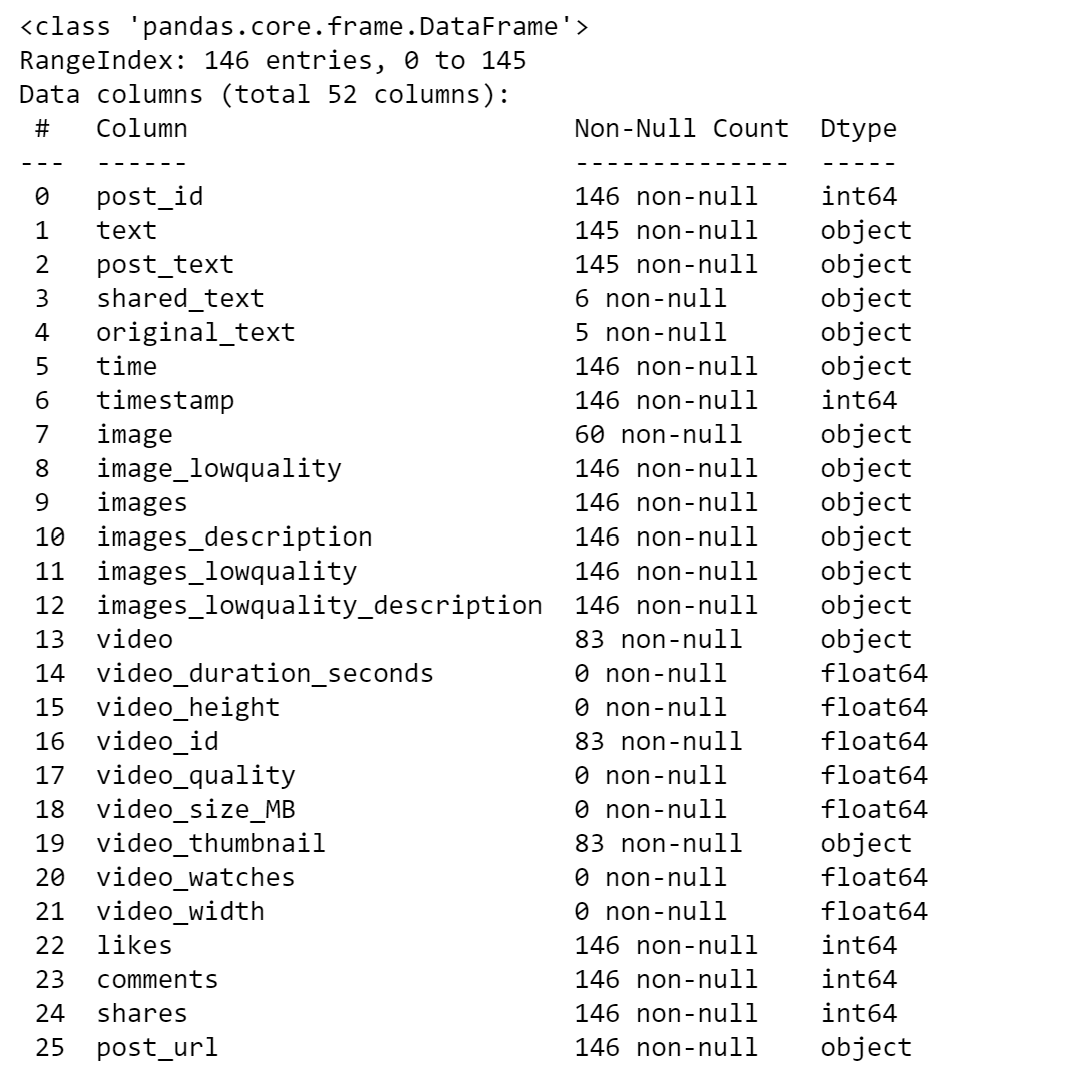 <class 'pandas.core.frame.DataFrame'>
RangeIndex: 146 entries, 0 to 145
Data columns (total 52 columns):
 #   Column                         Non-Null Count  Dtype
---  ------                         --------------  -----
 0   post_id                        146 non-null    int64
 1   text                           145 non-null    object
 2   post_text                      145 non-null    object
 3   shared_text                    6 non-null      object
 4   original_text                  5 non-null      object
 5   time                           146 non-null    object
 6   timestamp                      146 non-null    int64
 7   image                          60 non-null     object
 8   image_lowquality               146 non-null    object
 9   images                         146 non-null    object
 10  images_description             146 non-null    object
 11  images_lowquality              146 non-null    object
 12  images_lowquality_description  146 non-null    object
 13  video                          83 non-null     object
 14  video_duration_seconds         0 non-null      float64
 15  video_height                   0 non-null      float64
 16  video_id                       83 non-null     float64
 17  video_quality                  0 non-null      float64
 18  video_size_MB                  0 non-null      float64
 19  video_thumbnail                83 non-null     object
 20  video_watches                  0 non-null      float64
 21  video_width                    0 non-null      float64
 22  likes                          146 non-null    int64
 23  comments                       146 non-null    int64
 24  shares                         146 non-null    int64
 25  post_url                       146 non-null    object